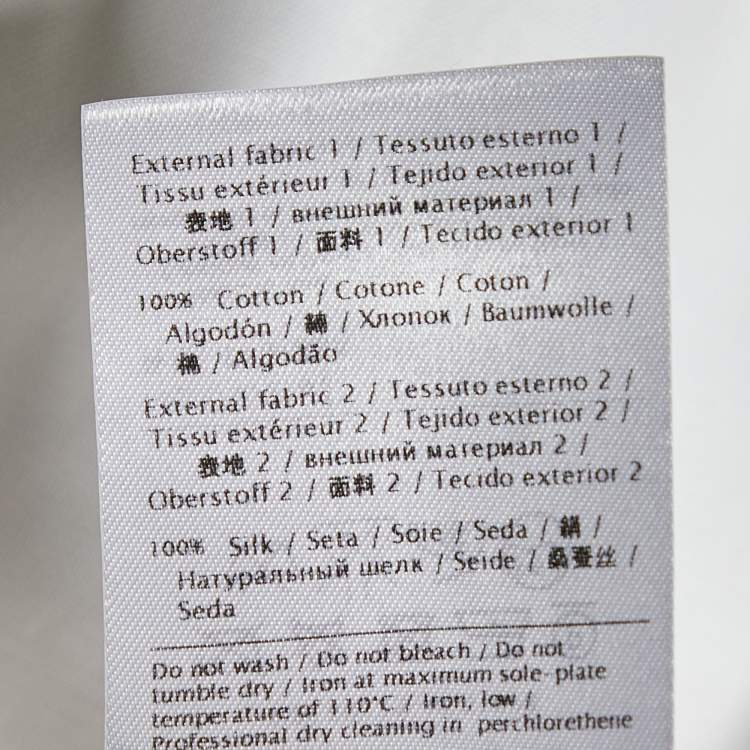 External fabric 1 / Tessuto esterno 1 /
Tissu extérieur 1 / Tejido exterior 1 /
表地 1 / внешний материал 1 /
Oberstoff 1 / 面料 1 / Tecido exterior 1
100% Cotton / Cotone / Coton /
Algodón / 綿 / Хлопок / Baumwolle /
棉 / Algodão
External fabric 2 / Tessuto esterno 2 /
Tissu extérieur 2 / Tejido exterior 2 /
表地 2 / внешний материал 2 /
Oberstoff 2 / 面料 2 / Tecido exterior 2
100% Silk / Seta / Soie / Seda / 絹 /
Натуральный шелк / Seide / 桑蚕丝 /
Seda
Do not wash / Do not bleach / Do not
tumble dry / Iron at maximum sole-plate
temperature of 110°C / Iron, low /
Professional dry cleaning in perchlorethene